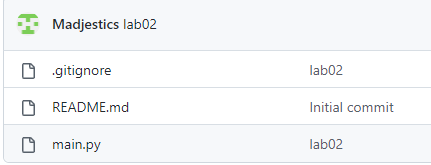 Madjestics lab02
.gitignore lab02
README.md Initial commit
main.py lab02